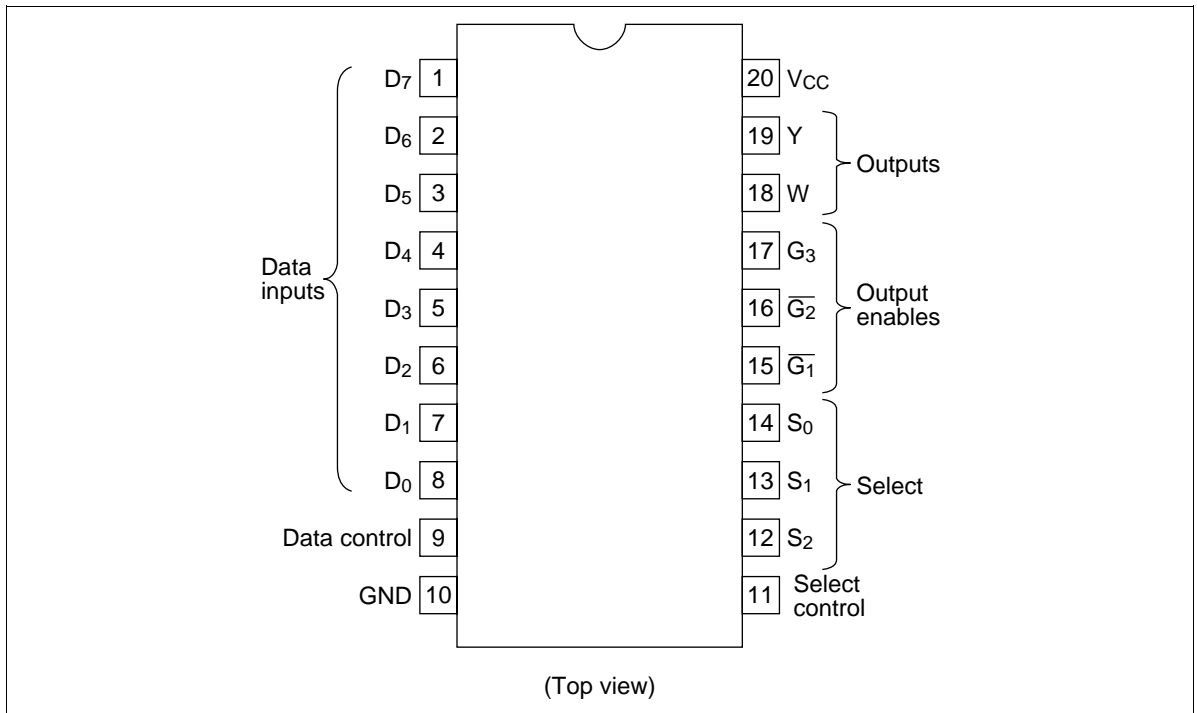 D7 1
D6 2
D5 3
D4 4
D3 5
D2 6
D1 7
D0 8
Data
inputs
Data control 9
GND 10
20 VCC
19 Y
18 W
Outputs
17 G3
16 G̅2̅
15 G̅1̅
Output
enables
14 S0
13 S1
12 S2
Select
11 Select
control
(Top view)